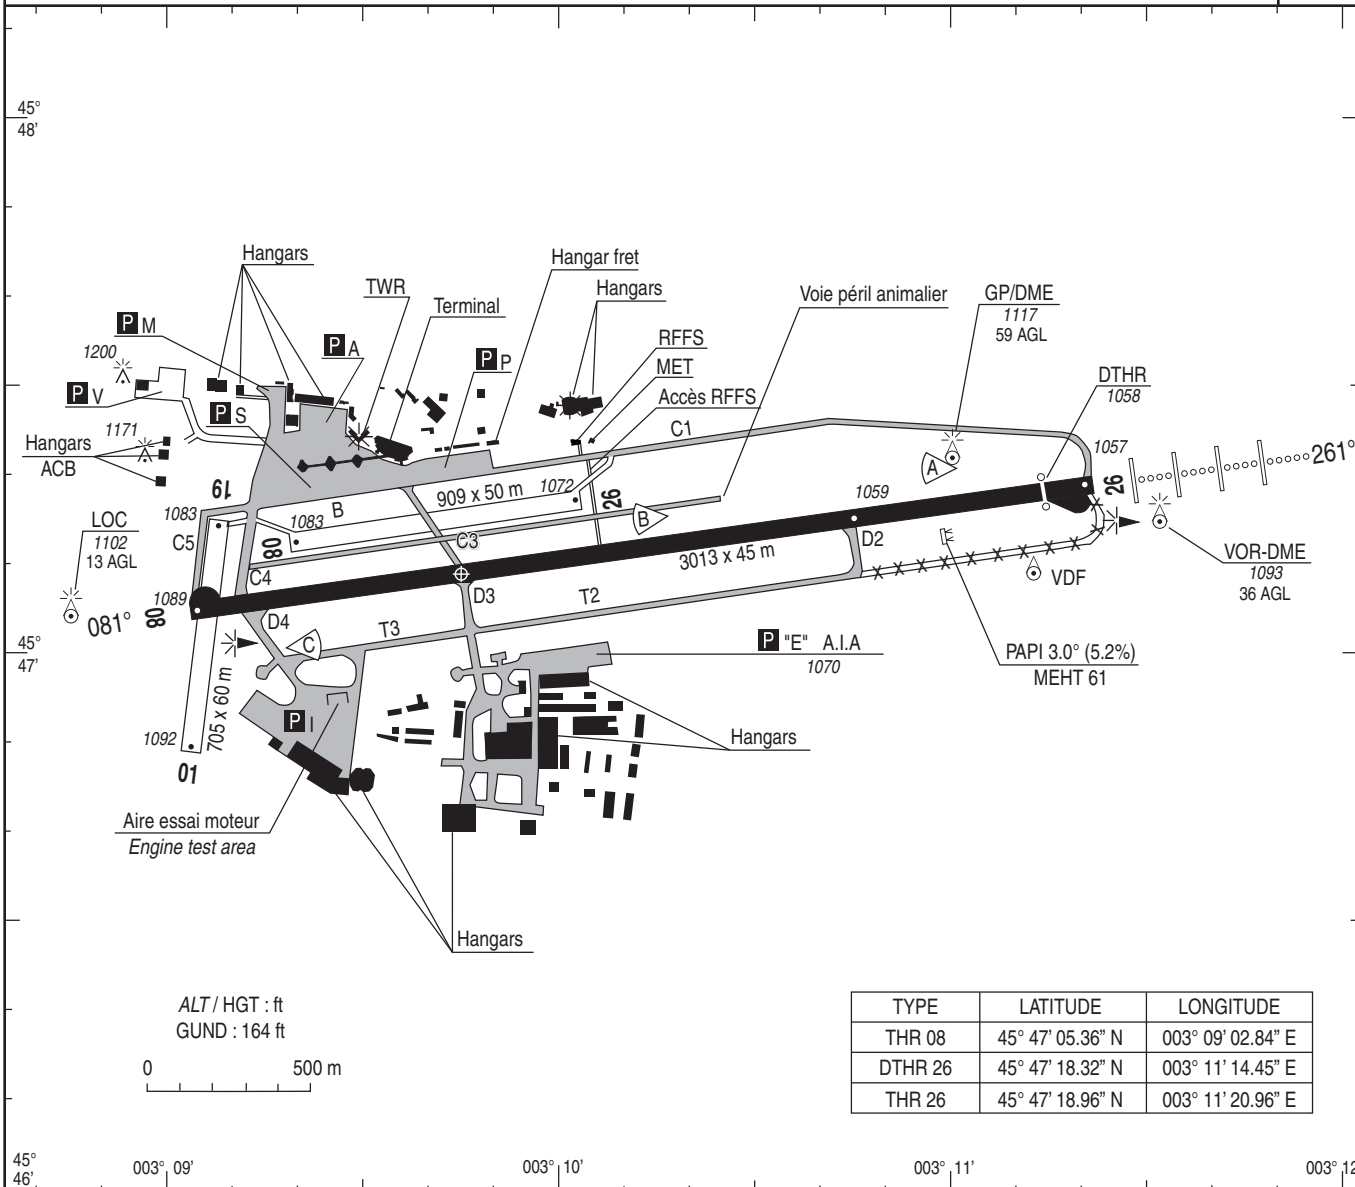 45°
48'
Hangars
TWR
Terminal
Hangar fret
Hangars
Voie péril animalier
GP/DME
1117
59 AGL
P M
P A
P P
RFFS
MET
Accès RFFS
DTHR
1058
1200
P V
P S
C1
1057
Hangars
ACB
1171
A
261°
19
B
909 x 50 m
1072
26
1059
26
LOC
1102
13 AGL
1083
1083
C5
08
C3
B
3013 x 45 m
D2
VOR-DME
1093
36 AGL
C4
VDF
1089
081°
08
D4
D3
T2
T3
C
45°
47'
P "E" A.I.A
1070
PAPI 3.0° (5.2%)
MEHT 61
705 x 60 m
P I
1092
01
Hangars
Aire essai moteur
Engine test area
Hangars
ALT / HGT : ft
GUND : 164 ft
0 500 m
TYPE LATITUDE LONGITUDE
THR 08 45° 47' 05.36" N 003° 09' 02.84" E
DTHR 26 45° 47' 18.32" N 003° 11' 14.45" E
THR 26 45° 47' 18.96" N 003° 11' 20.96" E
45°
46'
003° 09' 003° 10' 003° 11' 003° 12